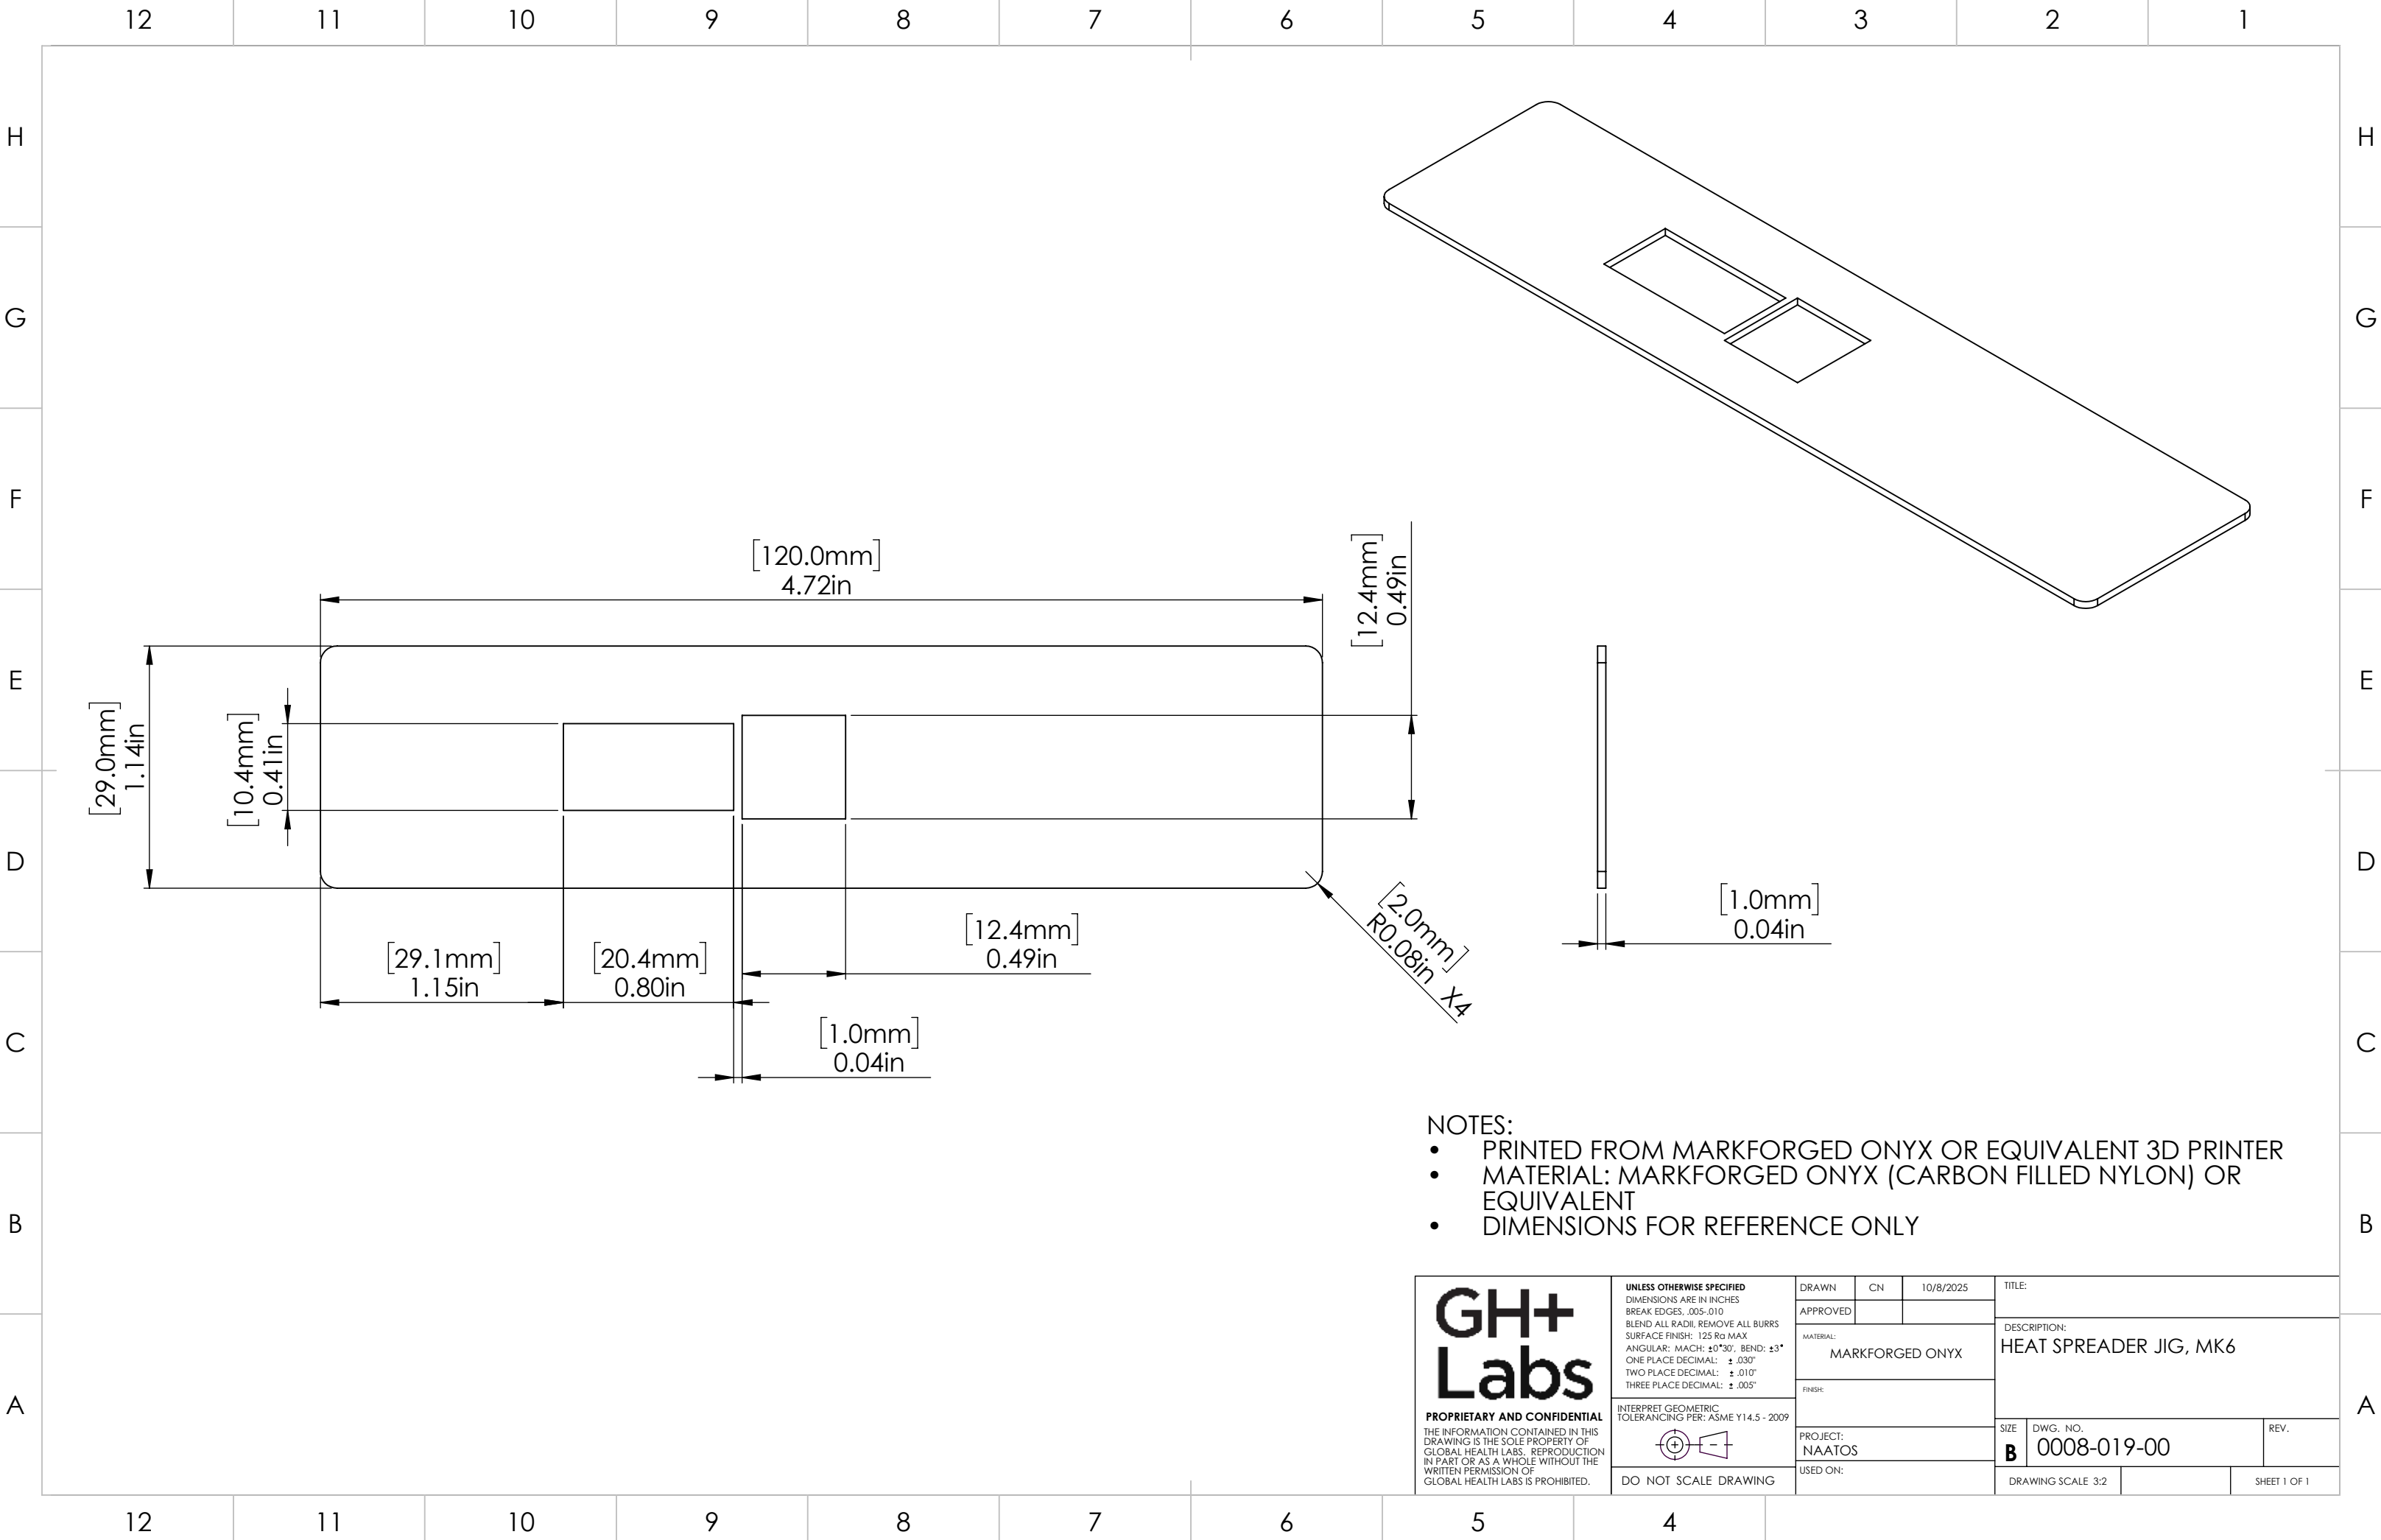 12 11 10 9 8 7 6 5 4 3 2 1
H H
G G
F F
E E
D D
C C
B B
A A
[120.0mm]
4.72in
[12.4mm]
0.49in
[29.0mm]
1.14in
[10.4mm]
0.41in
[29.1mm]
1.15in
[20.4mm]
0.80in
[12.4mm]
0.49in
[1.0mm]
0.04in
[2.0mm]
R0.08in X4
[1.0mm]
0.04in
NOTES:
• PRINTED FROM MARKFORGED ONYX OR EQUIVALENT 3D PRINTER
• MATERIAL: MARKFORGED ONYX (CARBON FILLED NYLON) OR
EQUIVALENT
• DIMENSIONS FOR REFERENCE ONLY
GH+
Labs
PROPRIETARY AND CONFIDENTIAL
THE INFORMATION CONTAINED IN THIS
DRAWING IS THE SOLE PROPERTY OF
GLOBAL HEALTH LABS. REPRODUCTION
IN PART OR AS A WHOLE WITHOUT THE
WRITTEN PERMISSION OF
GLOBAL HEALTH LABS IS PROHIBITED.
UNLESS OTHERWISE SPECIFIED
DIMENSIONS ARE IN INCHES
BREAK EDGES, .005-.010
BLEND ALL RADII, REMOVE ALL BURRS
SURFACE FINISH: 125 Ra MAX
ANGULAR: MACH: ±0°30'. BEND: ±3°
ONE PLACE DECIMAL: ± .030"
TWO PLACE DECIMAL: ± .010"
THREE PLACE DECIMAL: ± .005"
INTERPRET GEOMETRIC
TOLERANCING PER: ASME Y14.5 - 2009
DO NOT SCALE DRAWING
DRAWN CN 10/8/2025
APPROVED
MATERIAL:
MARKFORGED ONYX
FINISH:
PROJECT:
NAATOS
USED ON:
TITLE:
DESCRIPTION:
HEAT SPREADER JIG, MK6
SIZE DWG. NO. REV.
B 0008-019-00
DRAWING SCALE 3:2 SHEET 1 OF 1
12 11 10 9 8 7 6 5 4